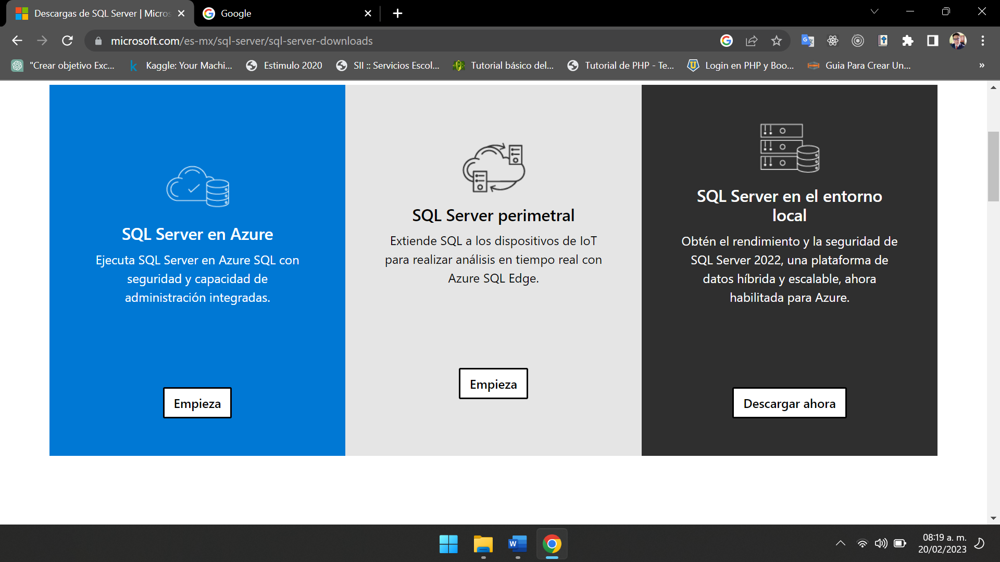 Descargas de SQL Server | Micros
Google
microsoft.com/es-mx/sql-server/sql-server-downloads
"Crear objetivo Exc...
Kaggle: Your Machi...
Estimulo 2020
SII :: Servicios Escol...
Tutorial básico del...
Tutorial de PHP - Te...
Login en PHP y Boo...
Guia Para Crear Un...
»
SQL Server en Azure
Ejecuta SQL Server en Azure SQL con
seguridad y capacidad de
administración integradas.
Empieza
SQL Server perimetral
Extiende SQL a los dispositivos de IoT
para realizar análisis en tiempo real con
Azure SQL Edge.
Empieza
SQL Server en el entorno
local
Obtén el rendimiento y la seguridad de
SQL Server 2022, una plataforma de
datos híbrida y escalable, ahora
habilitada para Azure.
Descargar ahora
08:19 a. m.
20/02/2023